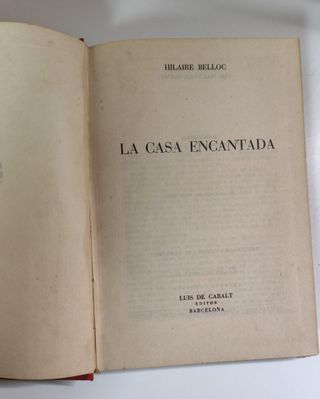 HILAIRE BELLOC
LA CASA ENCANTADA
LUIS DE CARALT
EDITOR
BARCELONA